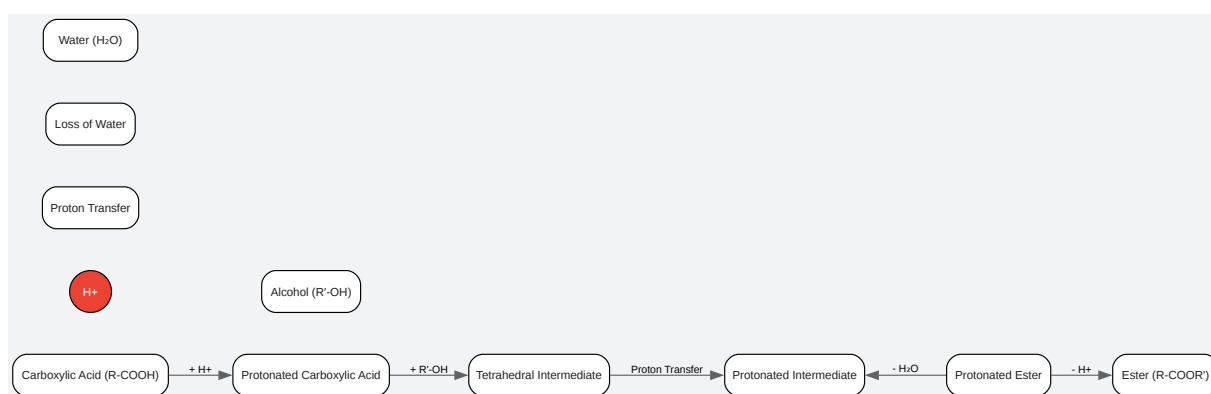 Water (H₂O)
Loss of Water
Proton Transfer
H+
Alcohol (R'-OH)
Carboxylic Acid (R-COOH)
+ H+
Protonated Carboxylic Acid
+ R'-OH
Tetrahedral Intermediate
Proton Transfer
Protonated Intermediate
- H₂O
Protonated Ester
- H+
Ester (R-COOR')